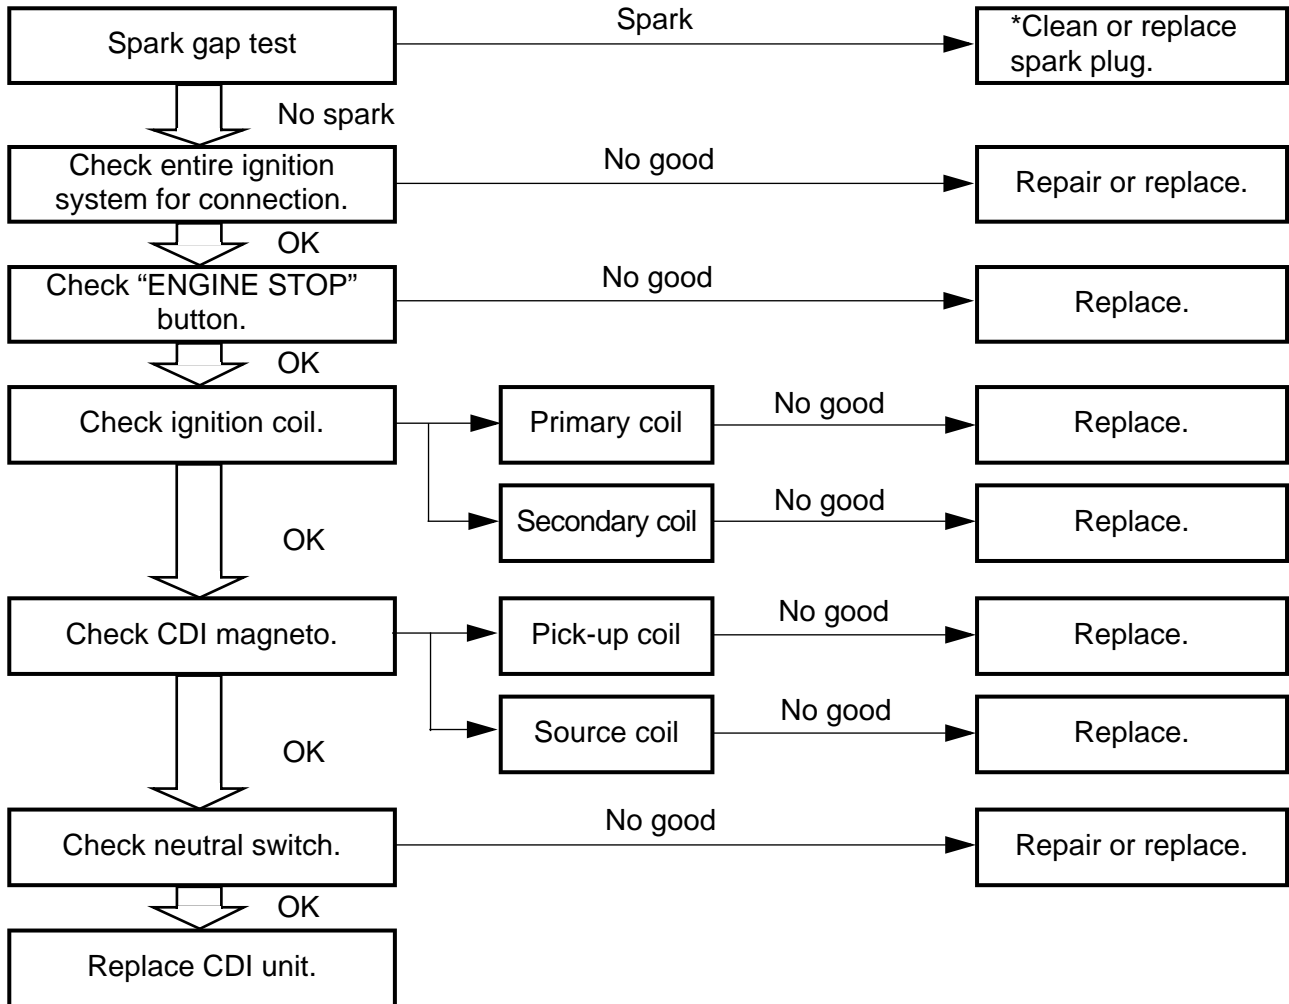 Spark gap test
Spark
*Clean or replace
spark plug.
No spark
Check entire ignition
system for connection.
No good
Repair or replace.
OK
Check “ENGINE STOP”
button.
No good
Replace.
OK
Check ignition coil.
Primary coil
No good
Replace.
Secondary coil
No good
Replace.
OK
Check CDI magneto.
Pick-up coil
No good
Replace.
Source coil
No good
Replace.
OK
Check neutral switch.
No good
Repair or replace.
OK
Replace CDI unit.